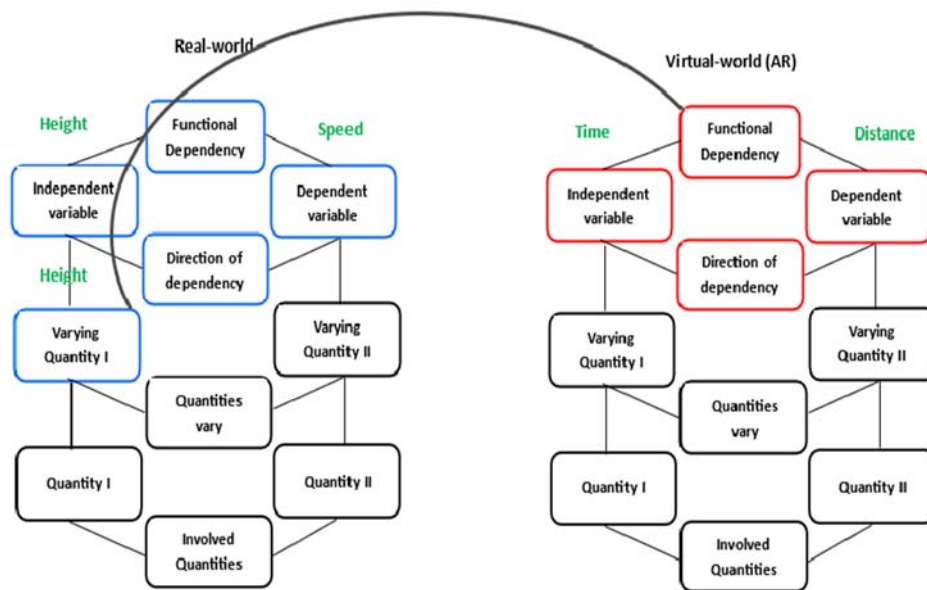 Real-world
Virtual-world (AR)
Height
Functional
Dependency
Speed
Independent
variable
Dependent
variable
Direction of
dependency
Height
Varying
Quantity I
Varying
Quantity II
Quantities
vary
Quantity I
Quantity II
Involved
Quantities
Time
Functional
Dependency
Distance
Independent
variable
Dependent
variable
Direction of
dependency
Varying
Quantity I
Varying
Quantity II
Quantities
vary
Quantity I
Quantity II
Involved
Quantities